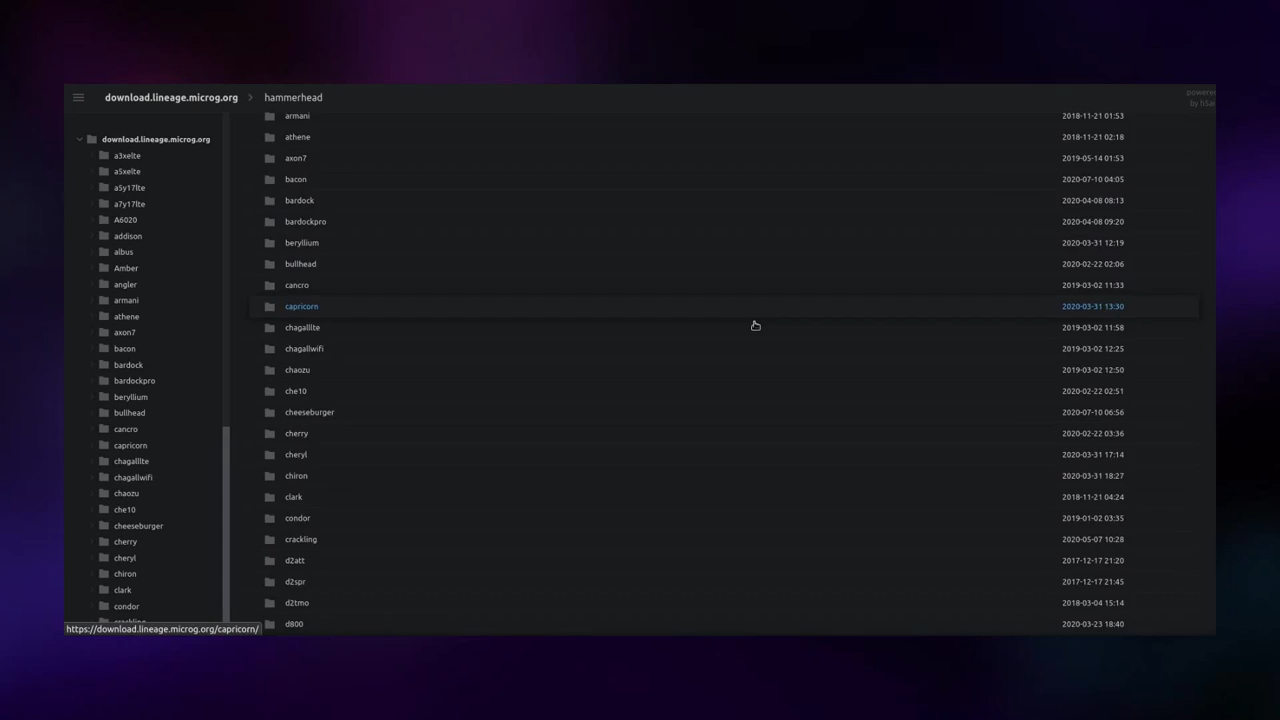 download.lineage.microg.org > hammerhead
powere
by h5ai
download.lineage.microg.org
a3xelte
a5xelte
a5y17lte
a7y17lte
A6020
addison
albus
Amber
angler
armani
athene
axon7
bacon
bardock
bardockpro
beryllium
bullhead
cancro
capricorn
chagalllte
chagallwifi
chaozu
che10
cheeseburger
cherry
cheryl
chiron
clark
condor
crackling
https://download.lineage.microg.org/capricorn/
armani 2018-11-21 01:53
athene 2018-11-21 02:18
axon7 2019-05-14 01:53
bacon 2020-07-10 04:05
bardock 2020-04-08 08:13
bardockpro 2020-04-08 09:20
beryllium 2020-03-31 12:19
bullhead 2020-02-22 02:06
cancro 2019-03-02 11:33
capricorn 2020-03-31 13:30
chagalllte 2019-03-02 11:58
chagallwifi 2019-03-02 12:25
chaozu 2019-03-02 12:50
che10 2020-02-22 02:51
cheeseburger 2020-07-10 06:56
cherry 2020-02-22 03:36
cheryl 2020-03-31 17:14
chiron 2020-03-31 18:27
clark 2018-11-21 04:24
condor 2019-01-02 03:35
crackling 2020-05-07 10:28
d2att 2017-12-17 21:20
d2spr 2017-12-17 21:45
d2tmo 2018-03-04 15:14
d800 2020-03-23 18:40